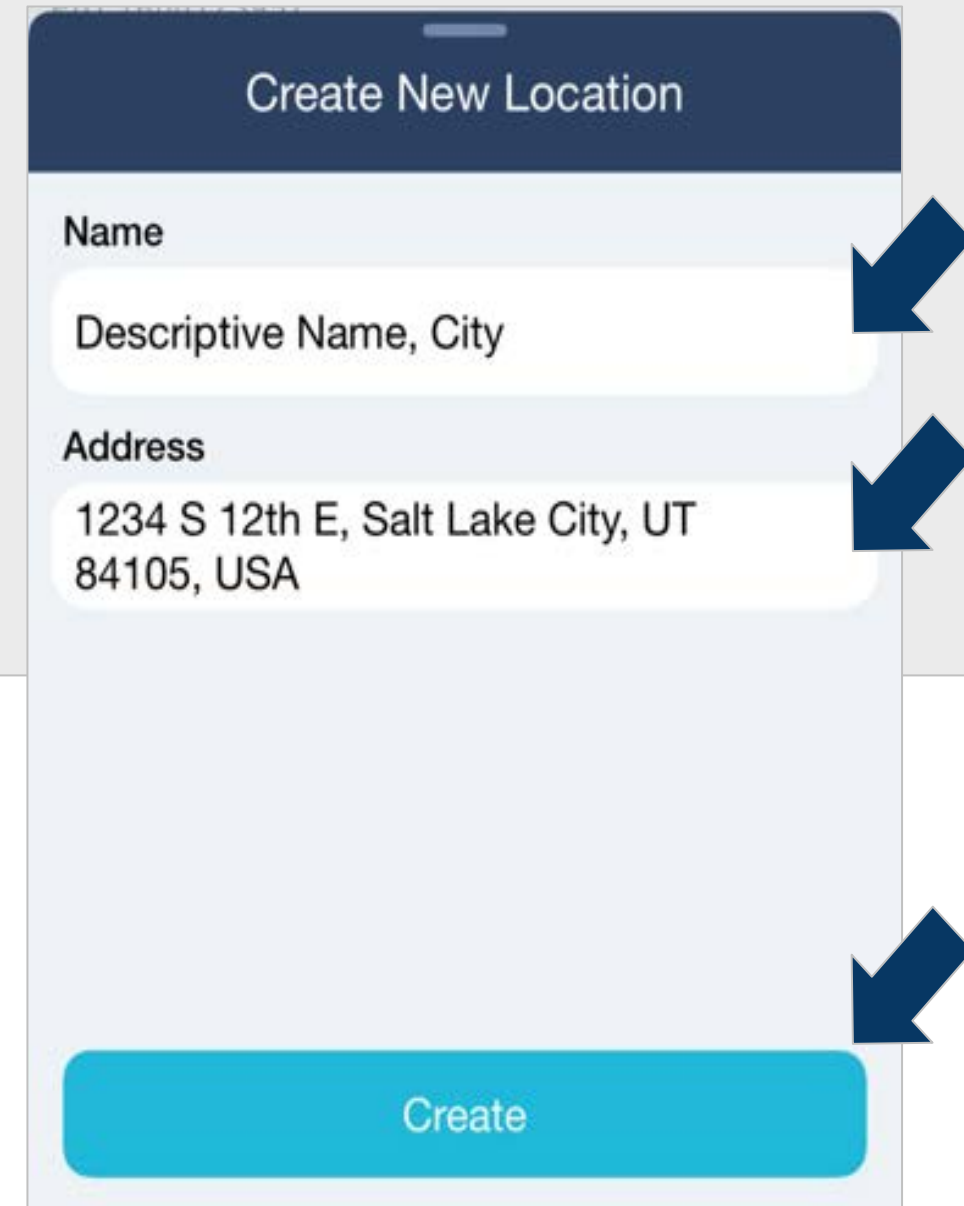 Create New Location
Name
Descriptive Name, City
Address
1234 S 12th E, Salt Lake City, UT
84105, USA
Create